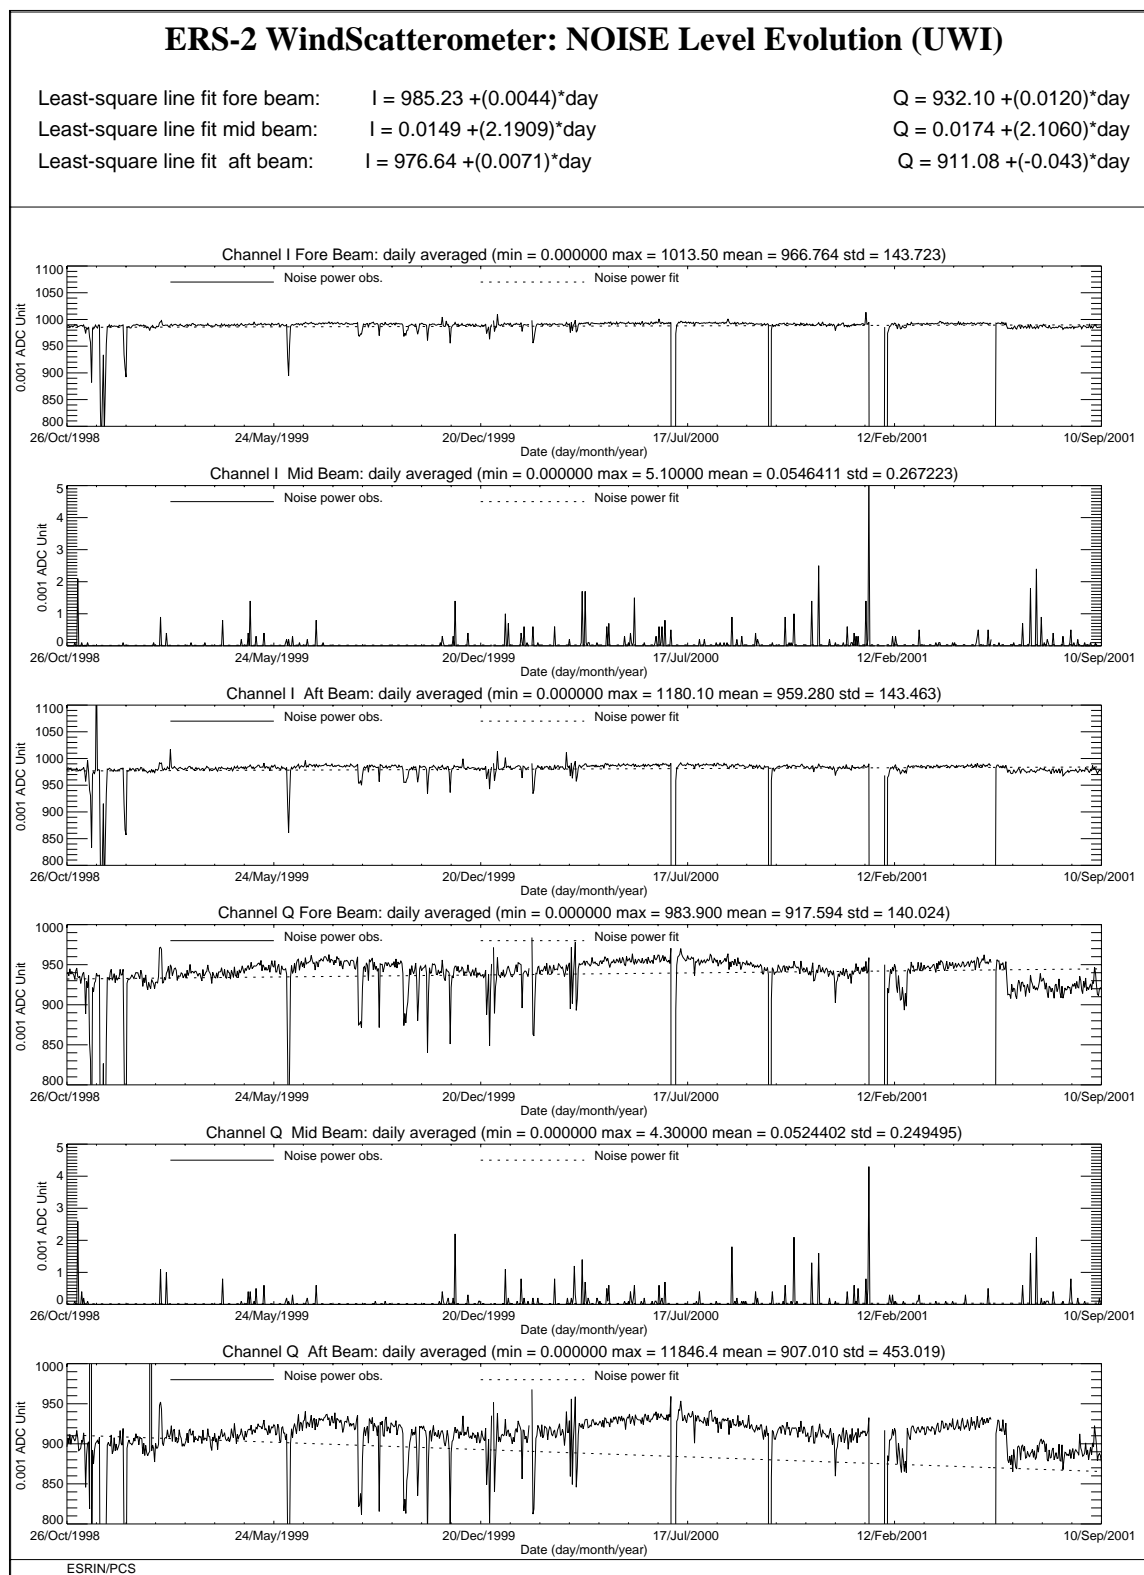 ERS-2 WindScatterometer: NOISE Level Evolution (UWI)
Least-square line fit fore beam: I = 985.23 +(0.0044)*day Q = 932.10 +(0.0120)*day
Least-square line fit mid beam: I = 0.0149 +(2.1909)*day Q = 0.0174 +(2.1060)*day
Least-square line fit aft beam: I = 976.64 +(0.0071)*day Q = 911.08 +(-0.043)*day
Channel I Fore Beam: daily averaged (min = 0.000000 max = 1013.50 mean = 966.764 std = 143.723)
Noise power obs. Noise power fit
0.001 ADC Unit
1100
1050
1000
950
900
850
800
26/Oct/1998 24/May/1999 20/Dec/1999 17/Jul/2000 12/Feb/2001 10/Sep/2001
Date (day/month/year)
Channel I Mid Beam: daily averaged (min = 0.000000 max = 5.10000 mean = 0.0546411 std = 0.267223)
Noise power obs. Noise power fit
0.001 ADC Unit
5
4
3
2
1
0
26/Oct/1998 24/May/1999 20/Dec/1999 17/Jul/2000 12/Feb/2001 10/Sep/2001
Date (day/month/year)
Channel I Aft Beam: daily averaged (min = 0.000000 max = 1180.10 mean = 959.280 std = 143.463)
Noise power obs. Noise power fit
0.001 ADC Unit
1100
1050
1000
950
900
850
800
26/Oct/1998 24/May/1999 20/Dec/1999 17/Jul/2000 12/Feb/2001 10/Sep/2001
Date (day/month/year)
Channel Q Fore Beam: daily averaged (min = 0.000000 max = 983.900 mean = 917.594 std = 140.024)
Noise power obs. Noise power fit
0.001 ADC Unit
1000
950
900
850
800
26/Oct/1998 24/May/1999 20/Dec/1999 17/Jul/2000 12/Feb/2001 10/Sep/2001
Date (day/month/year)
Channel Q Mid Beam: daily averaged (min = 0.000000 max = 4.30000 mean = 0.0524402 std = 0.249495)
Noise power obs. Noise power fit
0.001 ADC Unit
5
4
3
2
1
0
26/Oct/1998 24/May/1999 20/Dec/1999 17/Jul/2000 12/Feb/2001 10/Sep/2001
Date (day/month/year)
Channel Q Aft Beam: daily averaged (min = 0.000000 max = 11846.4 mean = 907.010 std = 453.019)
Noise power obs. Noise power fit
0.001 ADC Unit
1000
950
900
850
800
26/Oct/1998 24/May/1999 20/Dec/1999 17/Jul/2000 12/Feb/2001 10/Sep/2001
Date (day/month/year)
ESRIN/PCS